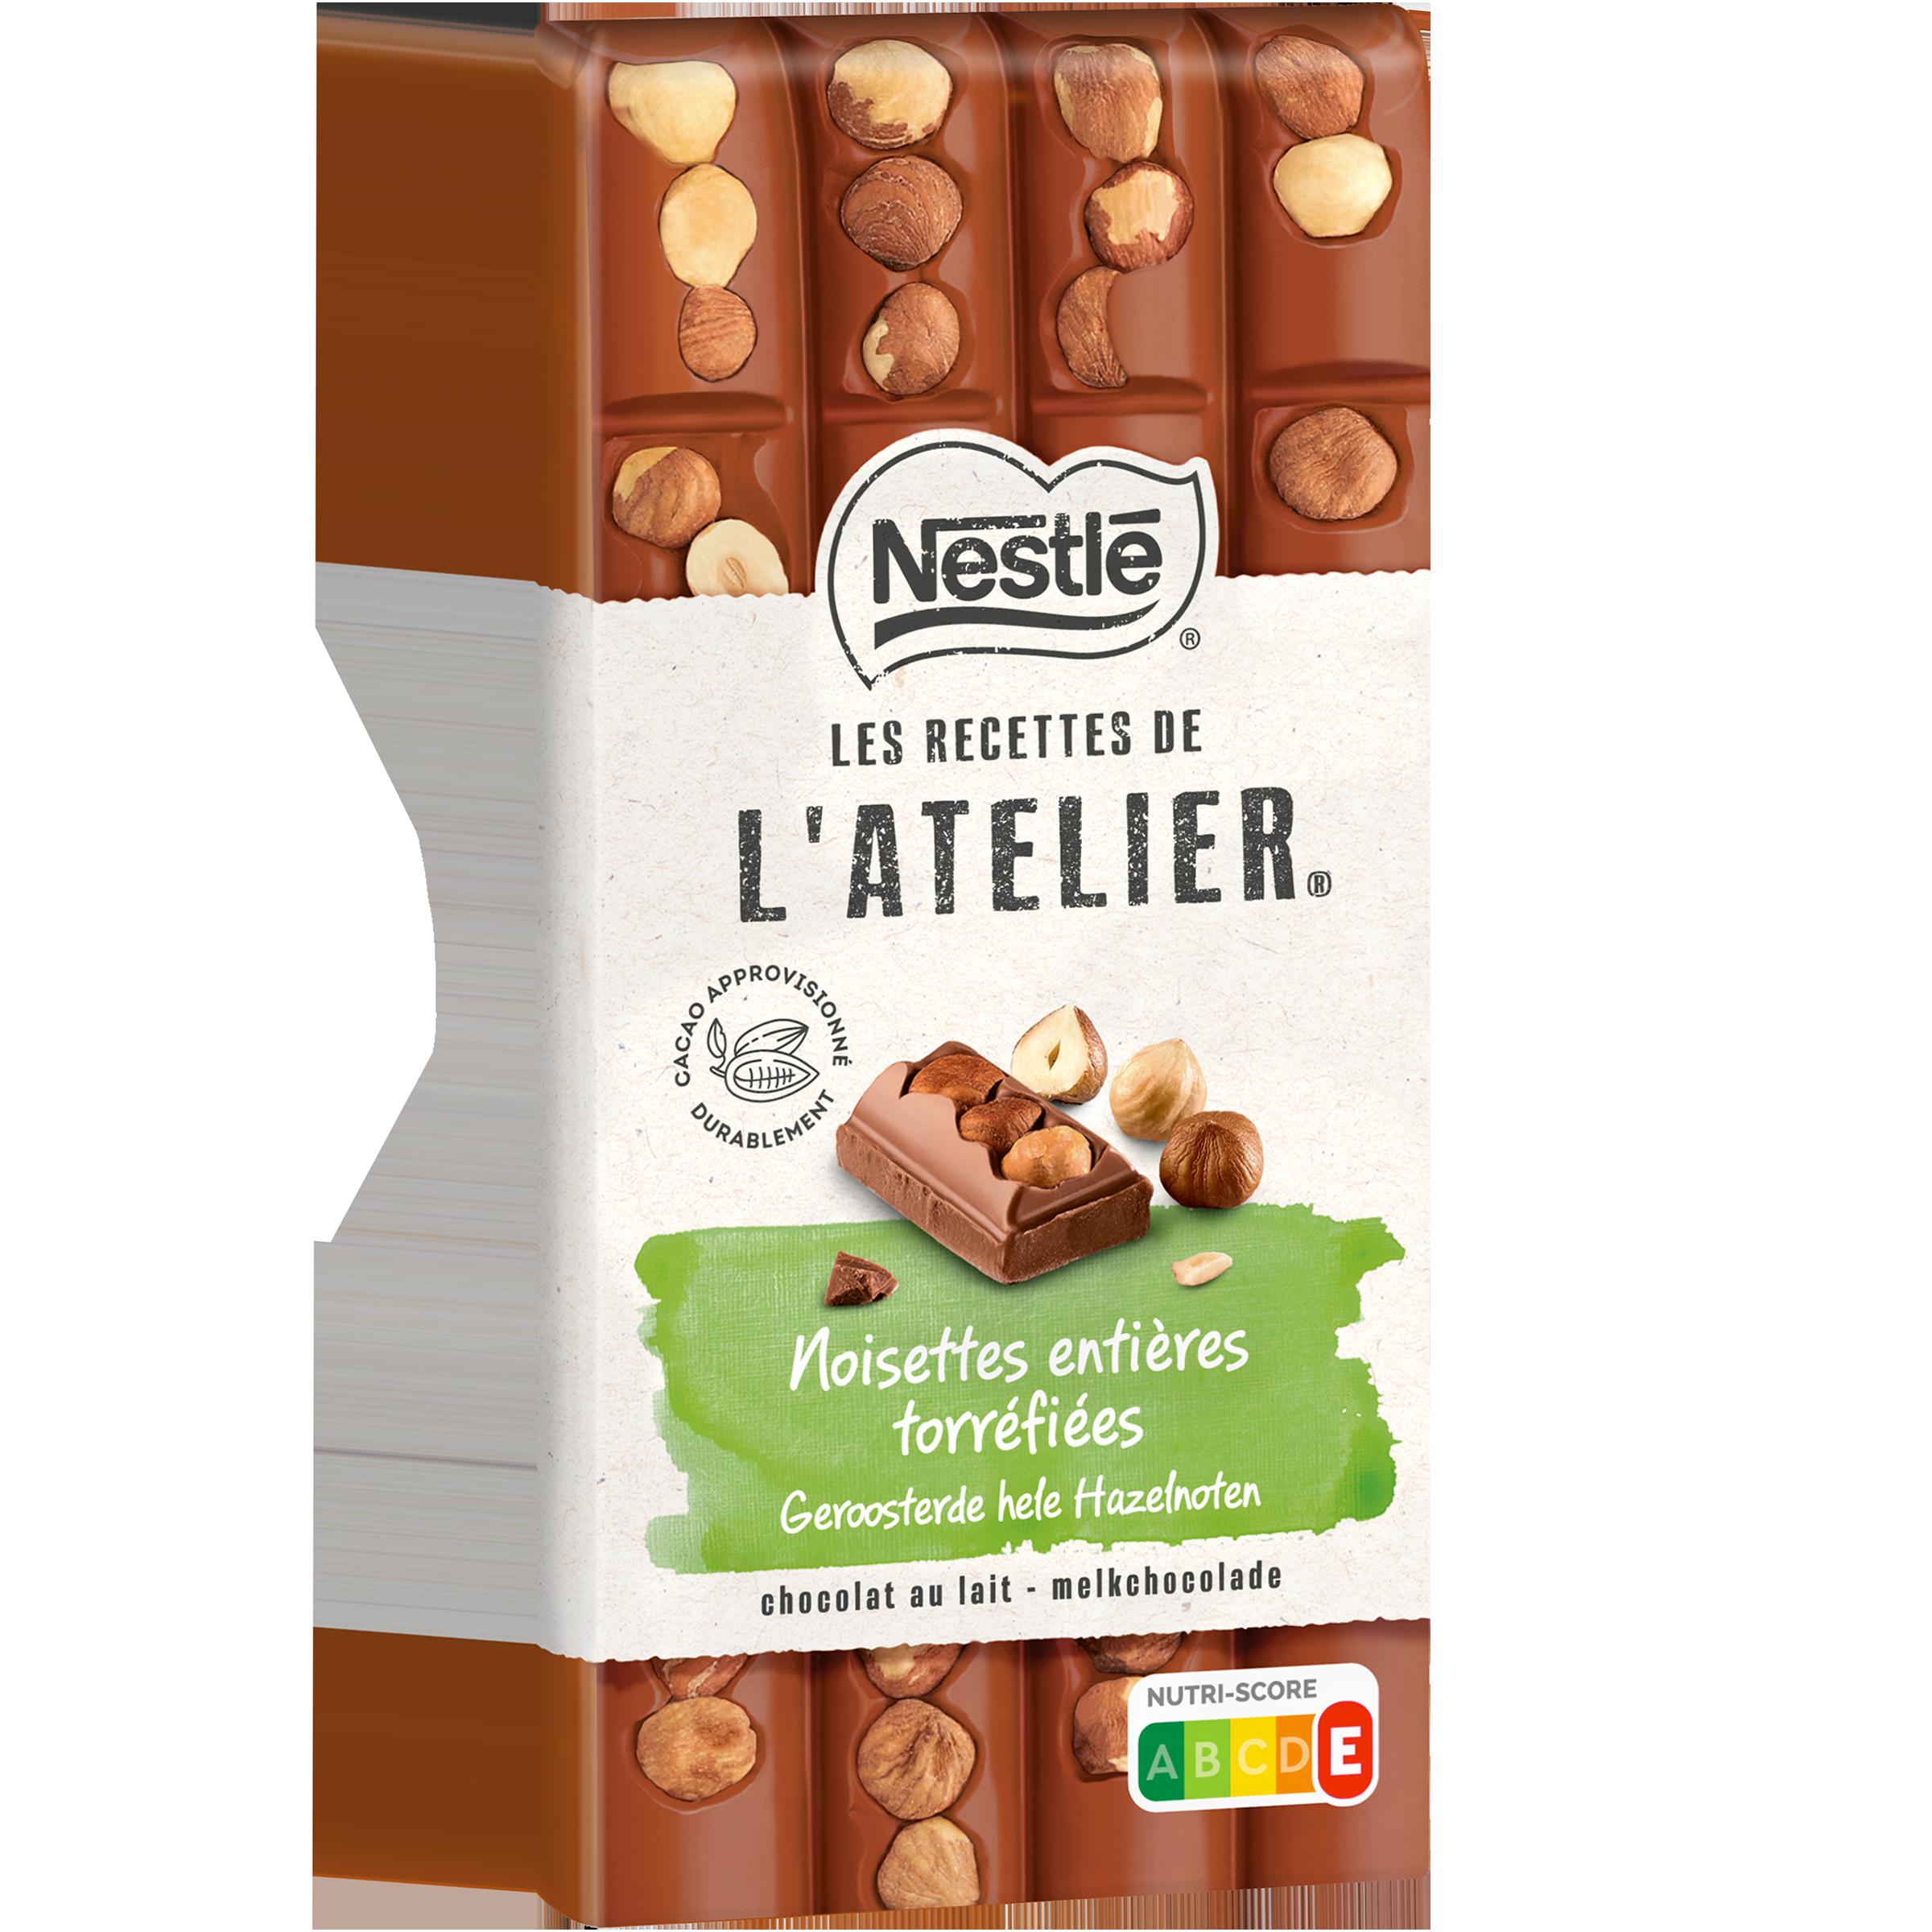 Nestlé
®
LES RECETTES DE
L'ATELIER®
CACAO APPROVISIONNÉ
DURABLEMENT
Noisettes entières
torréfiées
Geroosterde hele Hazelnoten
chocolat au lait - melkchocolade
NUTRI-SCORE
A B C D E